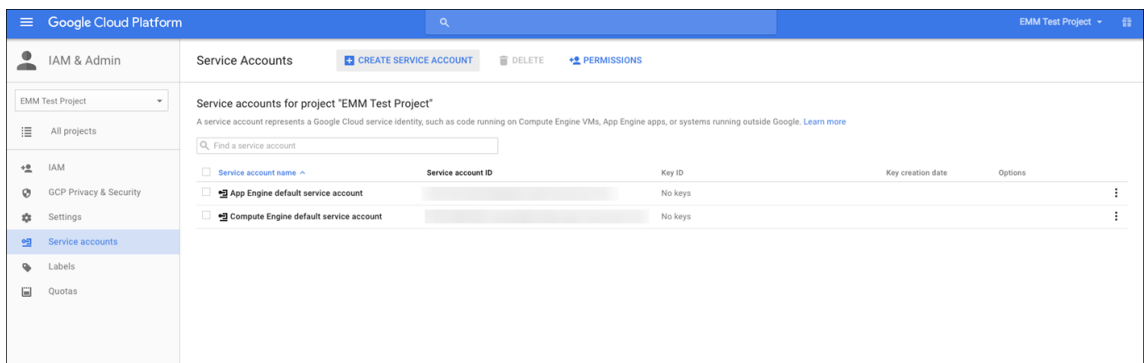 Google Cloud Platform
EMM Test Project
IAM & Admin
Service Accounts
CREATE SERVICE ACCOUNT
DELETE
PERMISSIONS
EMM Test Project
All projects
IAM
GCP Privacy & Security
Settings
Service accounts
Labels
Quotas
Service accounts for project "EMM Test Project"
A service account represents a Google Cloud service identity, such as code running on Compute Engine VMs, App Engine apps, or systems running outside Google. Learn more
Find a service account
Service account name Service account ID Key ID Key creation date Options
App Engine default service account No keys
Compute Engine default service account No keys